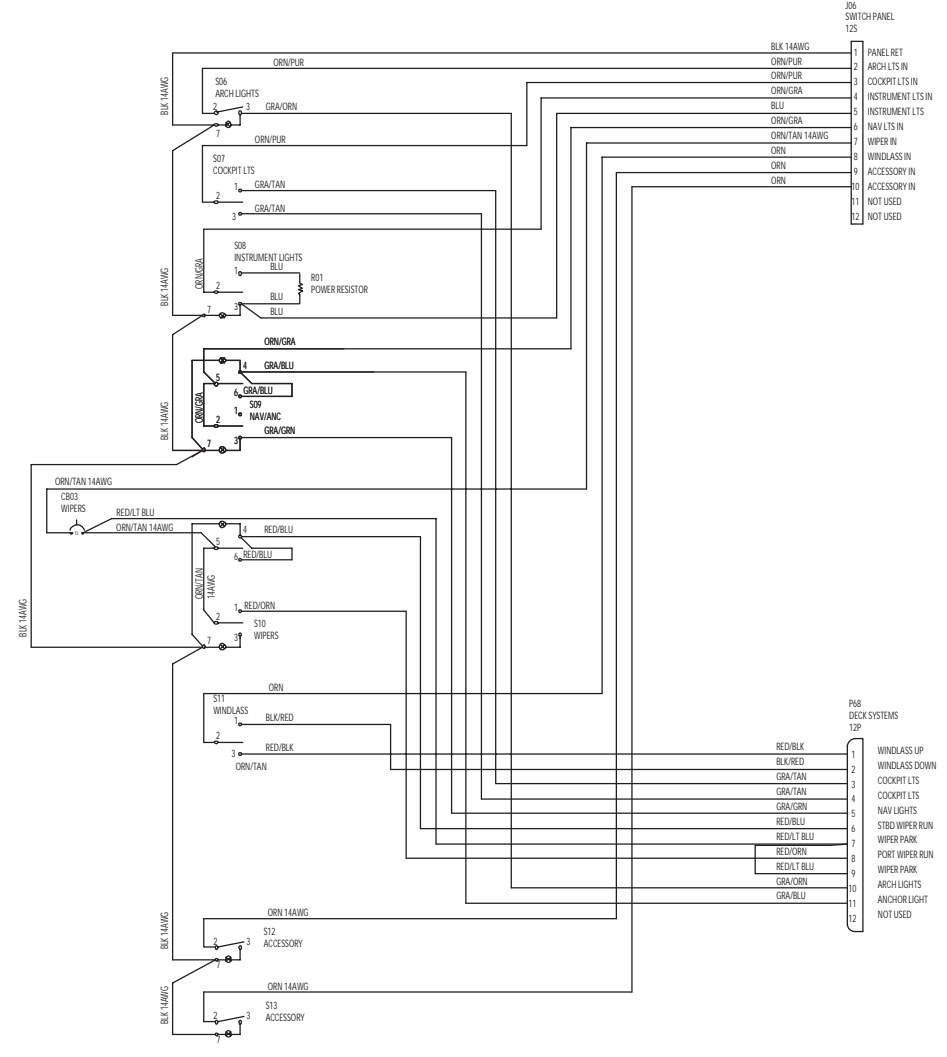 J06
SWITCH PANEL
12S
BLK 14AWG 1 PANEL RET
ORN/PUR ORN/PUR 2 ARCH LTS IN
ORN/PUR 3 COCKPIT LTS IN
ORN/GRA 4 INSTRUMENT LTS IN
BLU 5 INSTRUMENT LTS
ORN/GRA 6 NAV LTS IN
ORN/TAN 14AWG 7 WIPER IN
ORN 8 WINDLASS IN
ORN 9 ACCESSORY IN
ORN 10 ACCESSORY IN
11 NOT USED
12 NOT USED
BLK 14AWG
S06
ARCH LIGHTS
2 3 GRA/ORN
7
ORN/PUR
S07
COCKPIT LTS
1 GRA/TAN
2
3 GRA/TAN
BLK 14AWG
ORN/GRA
S08
INSTRUMENT LIGHTS
1 BLU
R01
POWER RESISTOR
2
BLU
7 3
BLU
ORN/GRA
4 GRA/BLU
5
6 GRA/BLU
S09
NAV/ANC
1
2
ORN/GRA
BLK 14AWG
GRA/GRN
7 3
ORN/TAN 14AWG
CB03
WIPERS
15
RED/LT BLU
ORN/TAN 14AWG
4 RED/BLU
5
6 RED/BLU
ORN/TAN
14AWG
1 RED/ORN
2
S10
WIPERS
7 3
BLK 14AWG
ORN
S11
WINDLASS
1 BLK/RED
2
3 RED/BLK
ORN/TAN
P68
DECK SYSTEMS
12P
RED/BLK 1 WINDLASS UP
BLK/RED 2 WINDLASS DOWN
GRA/TAN 3 COCKPIT LTS
GRA/TAN 4 COCKPIT LTS
GRA/GRN 5 NAV LIGHTS
RED/BLU 6 STBD WIPER RUN
RED/LT BLU 7 WIPER PARK
RED/ORN 8 PORT WIPER RUN
RED/LT BLU 9 WIPER PARK
GRA/ORN 10 ARCH LIGHTS
GRA/BLU 11 ANCHOR LIGHT
12 NOT USED
BLK 14AWG
ORN 14AWG
S12
ACCESSORY
2 3
7
BLK 14AWG
ORN 14AWG
S13
ACCESSORY
2 3
7